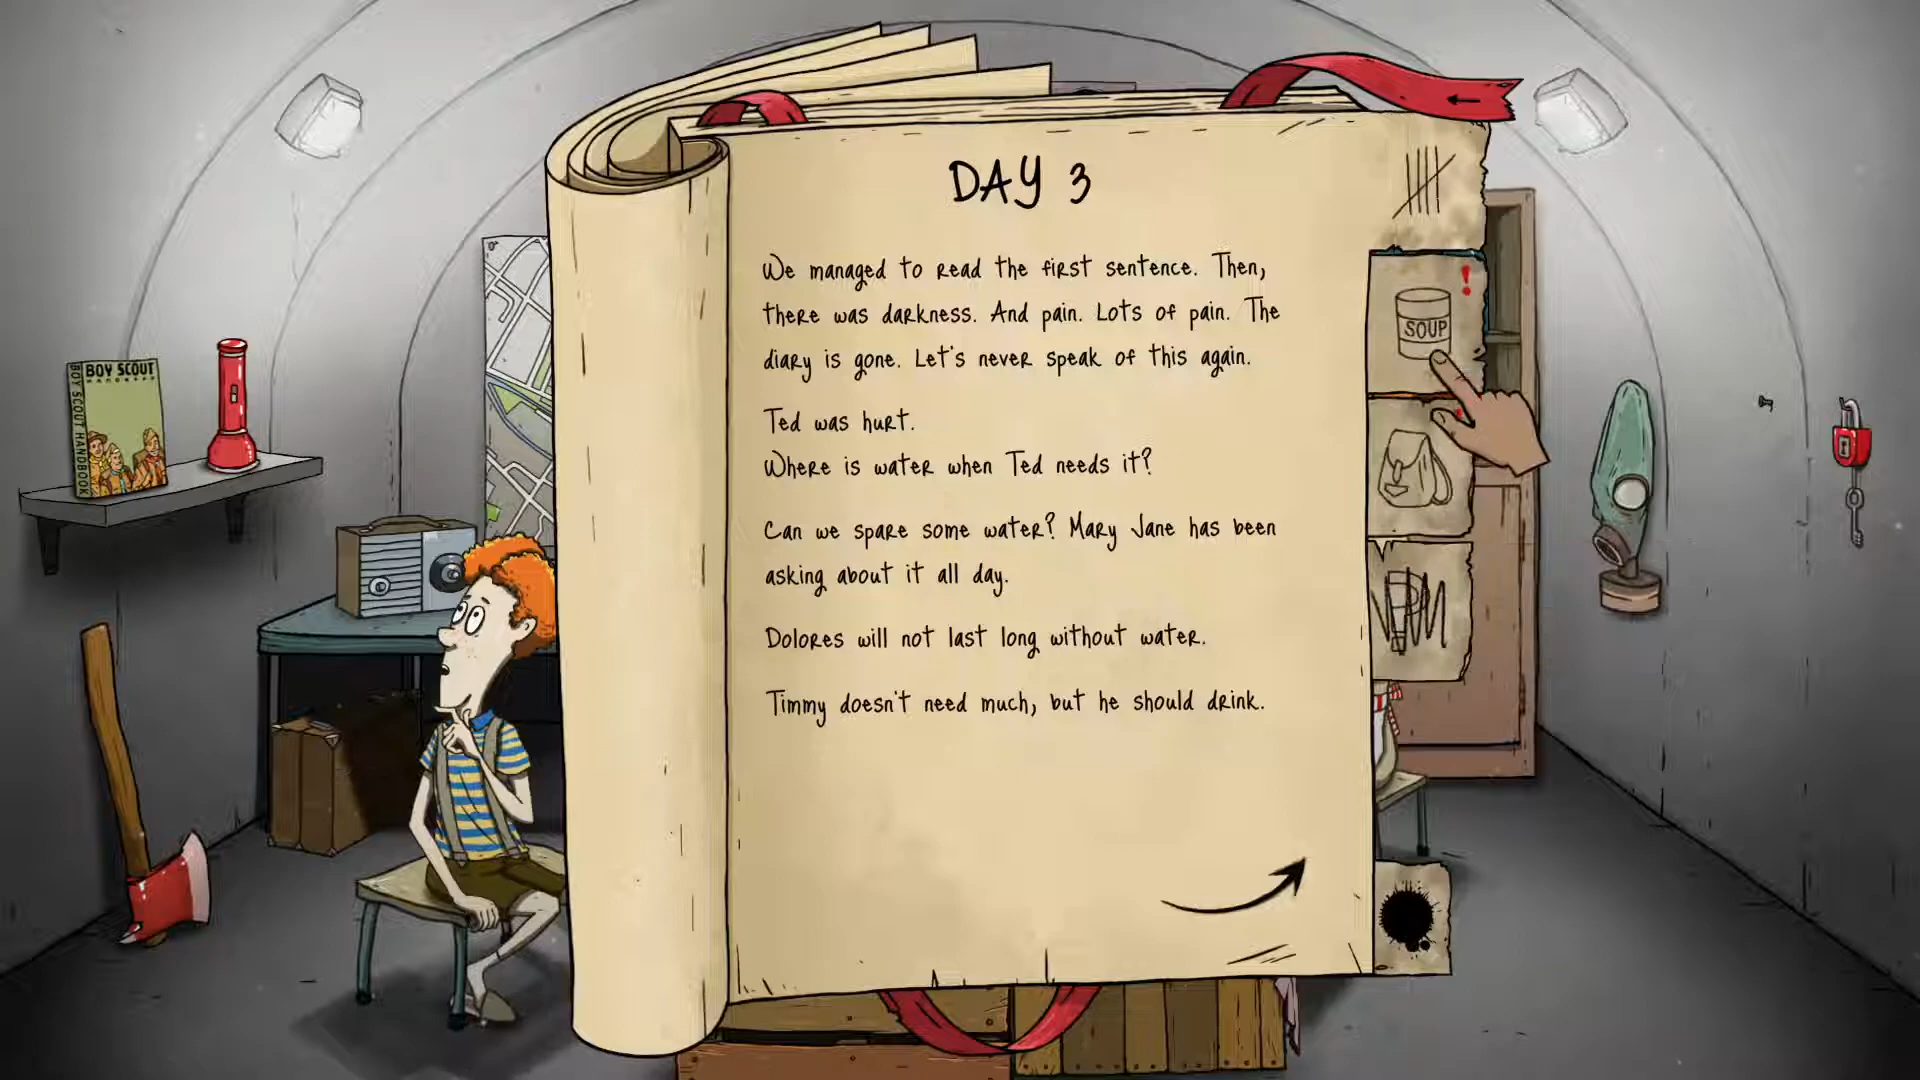 DAY 3
We managed to read the first sentence. Then,
there was darkness. And pain. Lots of pain. The
diary is gone. Let's never speak of this again.
Ted was hurt.
Where is water when Ted needs it?
Can we spare some water? Mary Jane has been
asking about it all day.
Dolores will not last long without water.
Timmy doesn't need much, but he should drink.
!
SOUP
BOY SCOUT
HANDBOOK
BOY SCOUT HANDBOOK